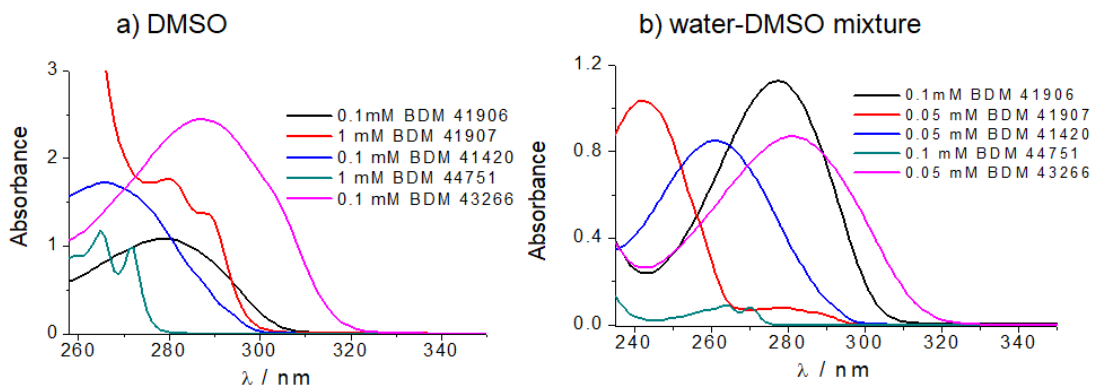 a) DMSO
Absorbance
3
2
1
0
260
280
300
320
340
λ / nm
0.1mM BDM 41906
1 mM BDM 41907
0.1 mM BDM 41420
1 mM BDM 44751
0.1 mM BDM 43266
b) water-DMSO mixture
Absorbance
1.2
0.8
0.4
0.0
240
260
280
300
320
340
λ / nm
0.1mM BDM 41906
0.05 mM BDM 41907
0.05 mM BDM 41420
0.1 mM BDM 44751
0.05 mM BDM 43266